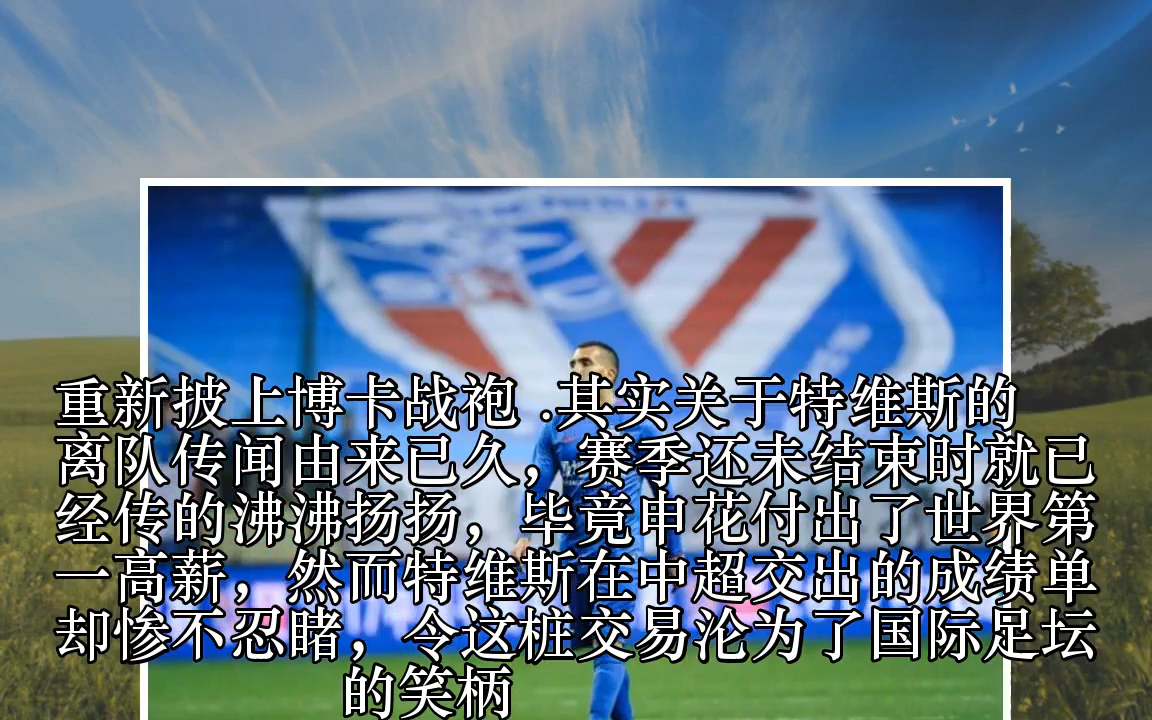 重新披上博卡战袍 .其实关于特维斯的
离队传闻由来已久，赛季还未结束时就已
经传的沸沸扬扬，毕竟申花付出了世界第
一高薪，然而特维斯在中超交出的成绩单
却惨不忍睹，令这桩交易沦为了国际足坛
的笑柄